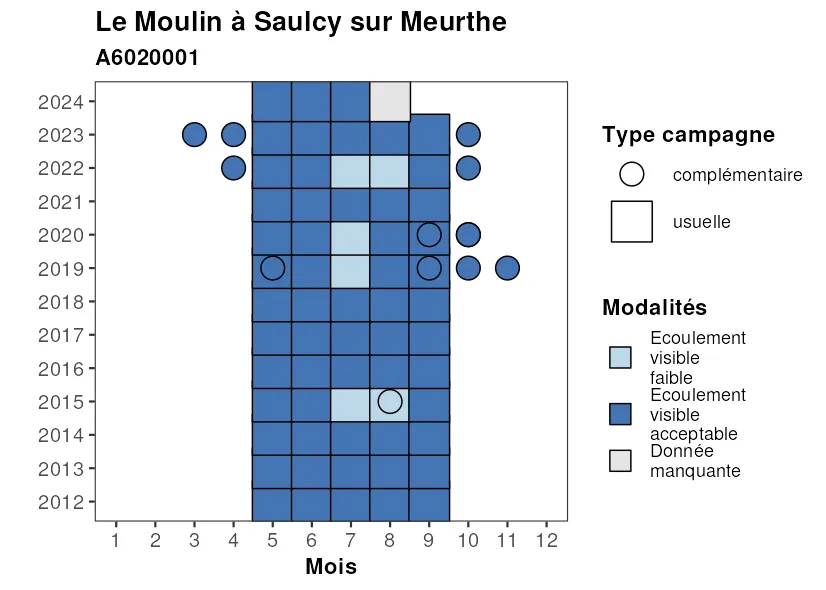 Le Moulin à Saulcy sur Meurthe
A6020001
2024
2023
2022
2021
2020
2019
2018
2017
2016
2015
2014
2013
2012
1 2 3 4 5 6 7 8 9 10 11 12
Mois
Type campagne
complémentaire
usuelle
Modalités
Ecoulement
visible
faible
Ecoulement
visible
acceptable
Donnée
manquante